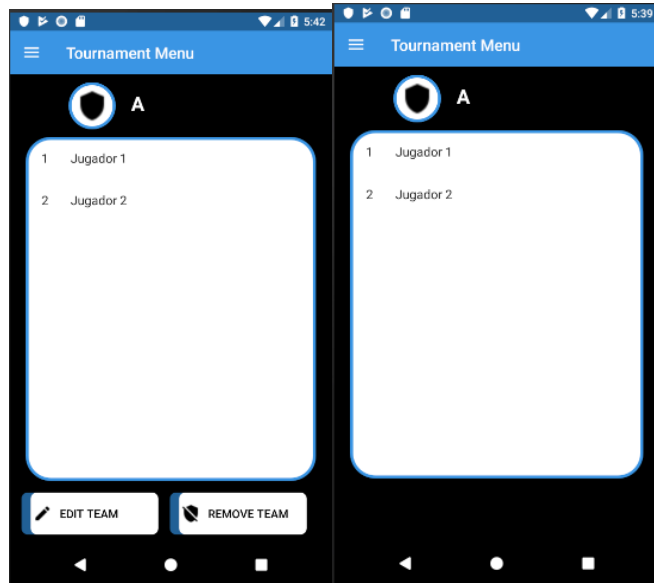 5:42
Tournament Menu
A
1 Jugador 1
2 Jugador 2
EDIT TEAM REMOVE TEAM
5:39
Tournament Menu
A
1 Jugador 1
2 Jugador 2